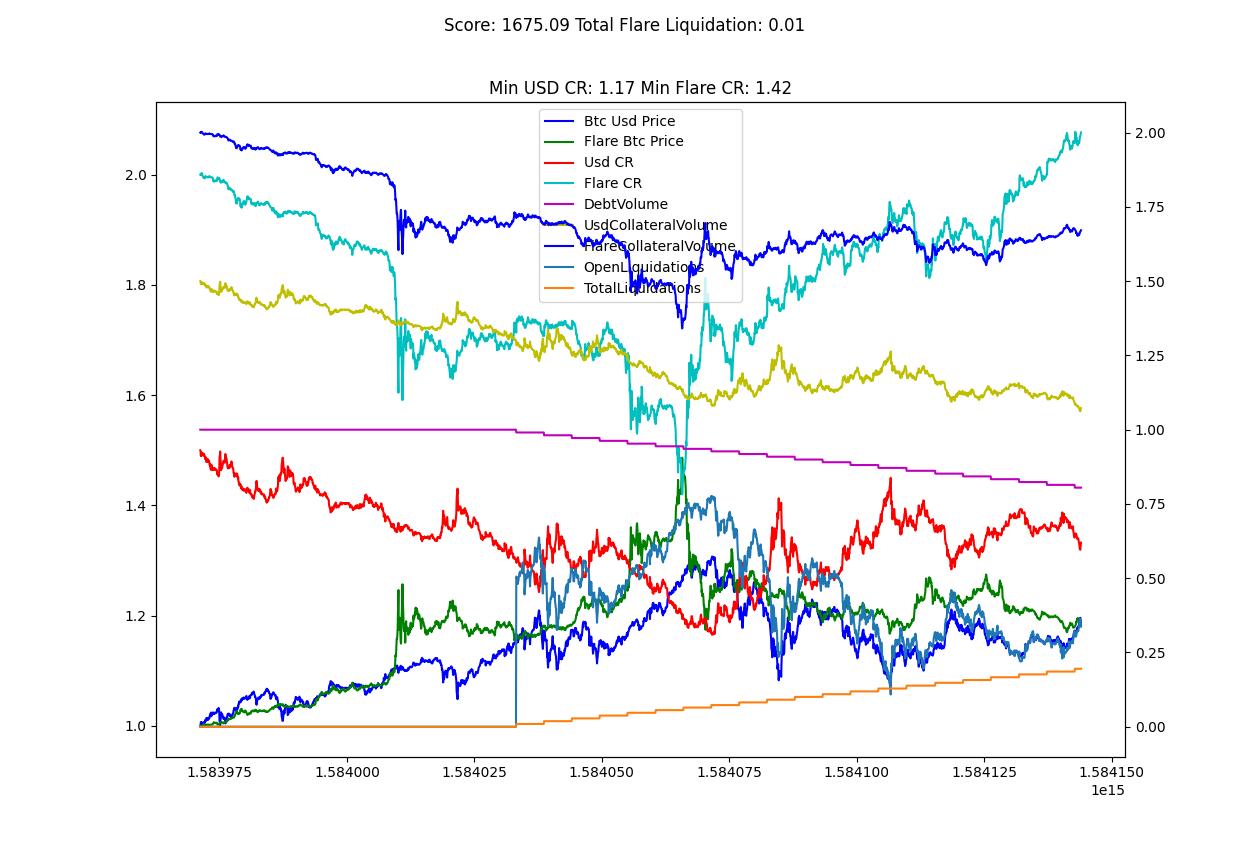 Score: 1675.09 Total Flare Liquidation: 0.01
Min USD CR: 1.17 Min Flare CR: 1.42
Btc Usd Price
Flare Btc Price
Usd CR
Flare CR
DebtVolume
UsdCollateralVolume
FlareCollateralVolume
OpenLiquidations
TotalLiquidations
2.0
1.8
1.6
1.4
1.2
1.0
2.00
1.75
1.50
1.25
1.00
0.75
0.50
0.25
0.00
1.583975 1.584000 1.584025 1.584050 1.584075 1.584100 1.584125 1.584150
1e15